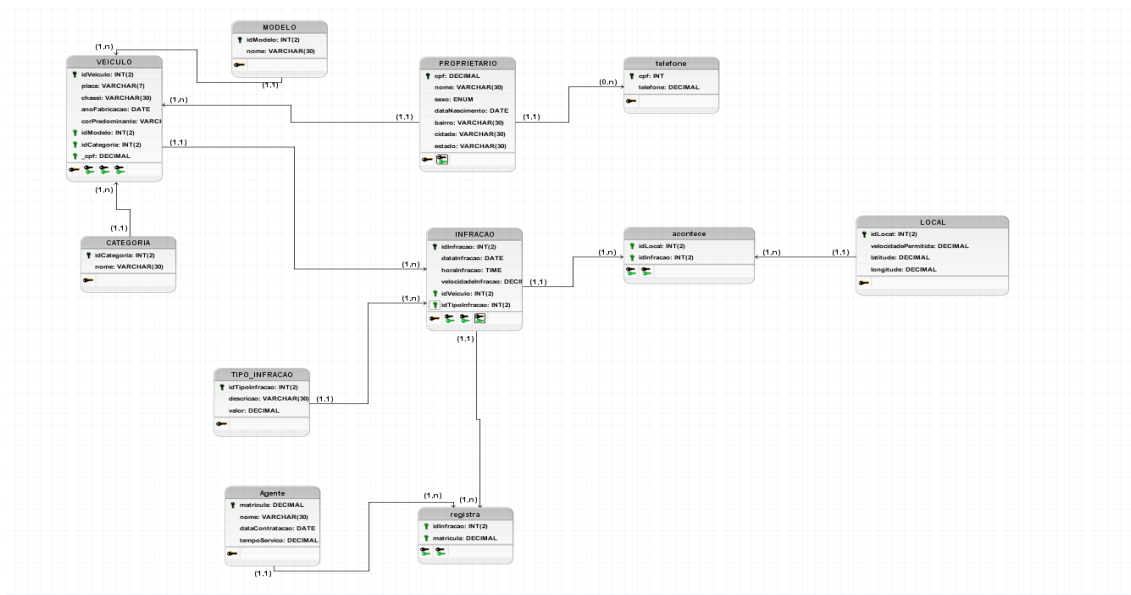 MODELO
idModelo: INT(2)
nome: VARCHAR(30)
(1,n)
(1,1)
VEICULO
idVeiculo: INT(2)
placa: VARCHAR(7)
chassi: VARCHAR(30)
anoFabricacao: DATE
corPredominante: VARCH
idModelo: INT(2)
idCategoria: INT(2)
_cpf: DECIMAL
(1,n)
(1,1)
(1,n)
PROPRIETARIO
cpf: DECIMAL
nome: VARCHAR(30)
sexo: ENUM
dataNascimento: DATE
bairro: VARCHAR(30)
cidade: VARCHAR(30)
estado: VARCHAR(30)
(1,1)
(1,1)
(0,n)
telefone
cpf: INT
telefone: DECIMAL
(1,1)
CATEGORIA
idCategoria: INT(2)
nome: VARCHAR(30)
INFRACAO
idInfracao: INT(2)
dataInfracao: DATE
horaInfracao: TIME
velocidadeInfracao: DECI
idVeiculo: INT(2)
idTipoInfracao: INT(2)
(1,n)
(1,n)
(1,1)
(1,1)
(1,n)
acontece
idLocal: INT(2)
idInfracao: INT(2)
(1,n)
(1,1)
LOCAL
idLocal: INT(2)
velocidadePermitida: DECIMAL
latitude: DECIMAL
longitude: DECIMAL
TIPO_INFRACAO
idTipoInfracao: INT(2)
descricao: VARCHAR(30)
valor: DECIMAL
(1,1)
Agente
matricula: DECIMAL
nome: VARCHAR(30)
dataContratacao: DATE
tempoServico: DECIMAL
(1,1)
(1,n)
(1,n)
registra
idInfracao: INT(2)
matricula: DECIMAL